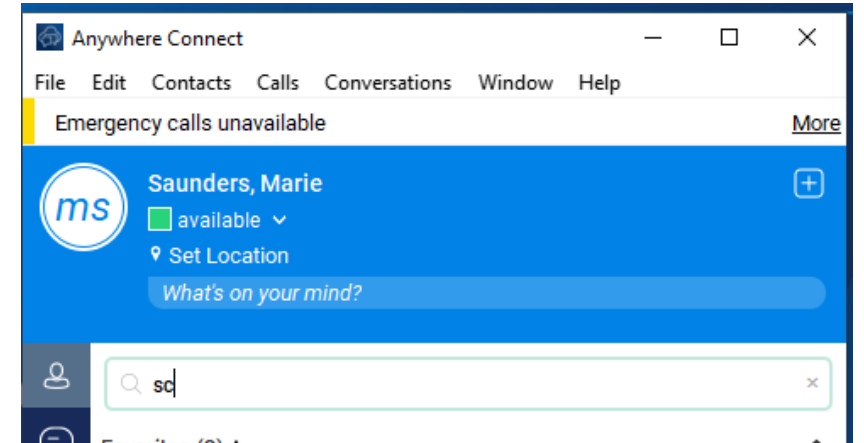 Anywhere Connect
File Edit Contacts Calls Conversations Window Help
Emergency calls unavailable More
ms
Saunders, Marie
available
Set Location
What's on your mind?
sc